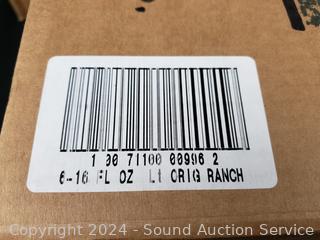 1 00 71100 00996 2
6-16 FL OZ LT ORIG RANCH
Copyright 2024 - Sound Auction Service